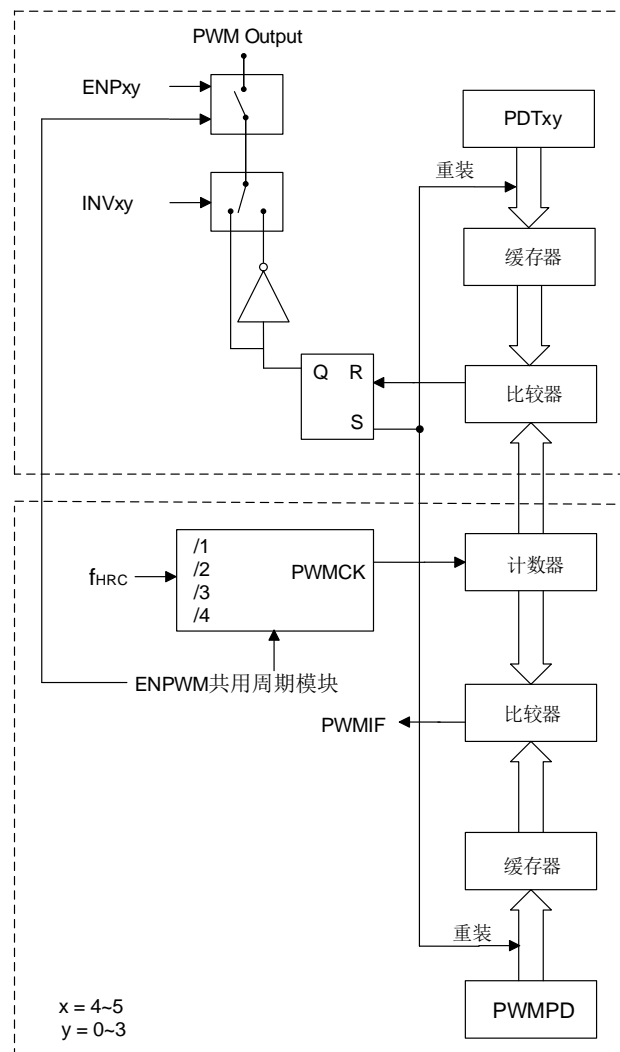 PWM Output
ENPxy
PDTxy
重装
INVxy
缓存器
Q R
S
比较器
/1
/2
/3
/4
fHRC
PWMCK
计数器
ENPWM共用周期模块
比较器
PWMIF
缓存器
重装
PWMPD
x = 4~5
y = 0~3